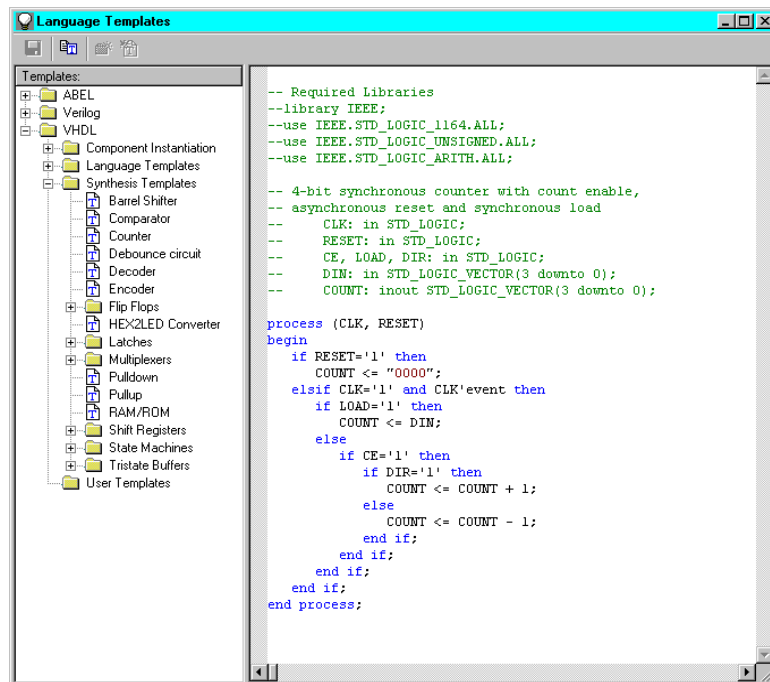 Language Templates
Templates:
ABEL
Verilog
VHDL
Component Instantiation
Language Templates
Synthesis Templates
Barrel Shifter
Comparator
Counter
Debounce circuit
Decoder
Encoder
Flip Flops
HEX2LED Converter
Latches
Multiplexers
Pulldown
Pullup
RAM/ROM
Shift Registers
State Machines
Tristate Buffers
User Templates
-- Required Libraries
--library IEEE;
--use IEEE.STD_LOGIC_1164.ALL;
--use IEEE.STD_LOGIC_UNSIGNED.ALL;
--use IEEE.STD_LOGIC_ARITH.ALL;
-- 4-bit synchronous counter with count enable,
-- asynchronous reset and synchronous load
--     CLK: in STD_LOGIC;
--     RESET: in STD_LOGIC;
--     CE, LOAD, DIR: in STD_LOGIC;
--     DIN: in STD_LOGIC_VECTOR(3 downto 0);
--     COUNT: inout STD_LOGIC_VECTOR(3 downto 0);
process (CLK, RESET)
begin
   if RESET='1' then
      COUNT <= "0000";
   elsif CLK='1' and CLK'event then
      if LOAD='1' then
         COUNT <= DIN;
      else
         if CE='1' then
            if DIR='1' then
               COUNT <= COUNT + 1;
            else
               COUNT <= COUNT - 1;
            end if;
         end if;
      end if;
   end if;
end process;